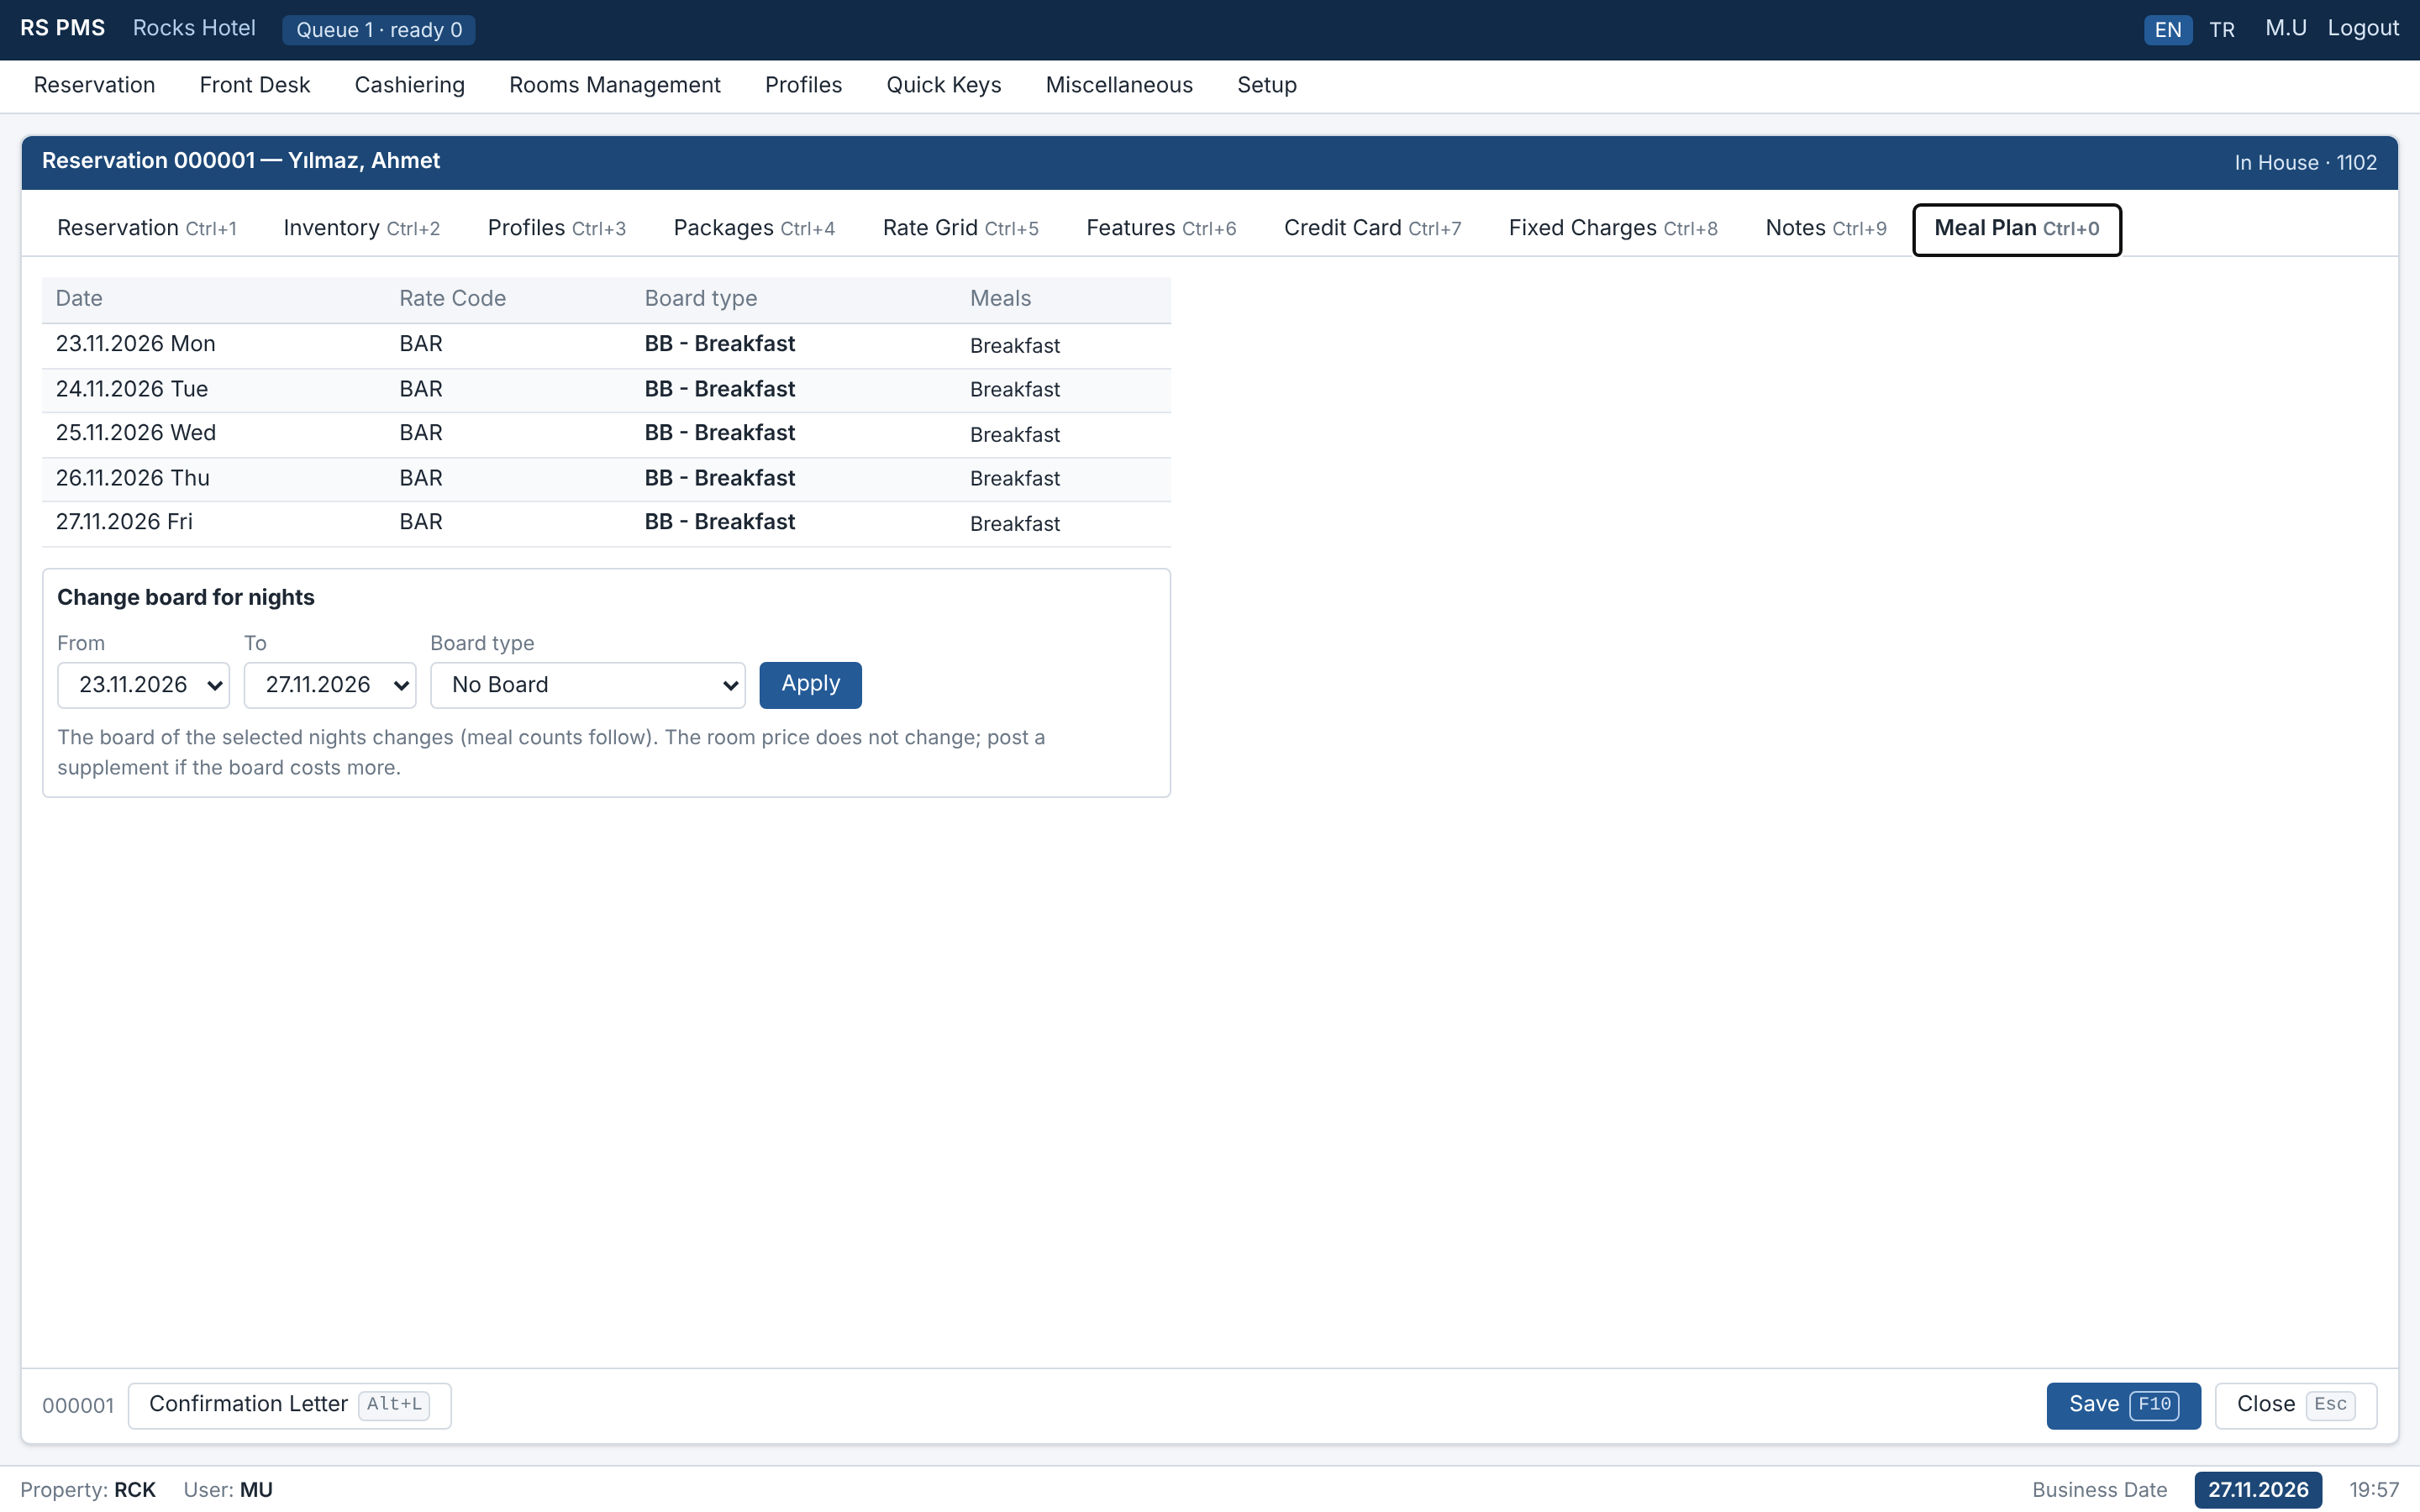 RS PMS Rocks Hotel Queue 1 · ready 0 EN TR M.U Logout
Reservation Front Desk Cashiering Rooms Management Profiles Quick Keys Miscellaneous Setup
Reservation 000001 — Yılmaz, Ahmet In House · 1102
Reservation Ctrl+1 Inventory Ctrl+2 Profiles Ctrl+3 Packages Ctrl+4 Rate Grid Ctrl+5 Features Ctrl+6 Credit Card Ctrl+7 Fixed Charges Ctrl+8 Notes Ctrl+9 Meal Plan Ctrl+0
Date Rate Code Board type Meals
23.11.2026 Mon BAR BB - Breakfast Breakfast
24.11.2026 Tue BAR BB - Breakfast Breakfast
25.11.2026 Wed BAR BB - Breakfast Breakfast
26.11.2026 Thu BAR BB - Breakfast Breakfast
27.11.2026 Fri BAR BB - Breakfast Breakfast
Change board for nights
From To Board type
23.11.2026 27.11.2026 No Board Apply
The board of the selected nights changes (meal counts follow). The room price does not change; post a
supplement if the board costs more.
000001 Confirmation Letter Alt+L Save F10 Close Esc
Property: RCK User: MU Business Date 27.11.2026 19:57